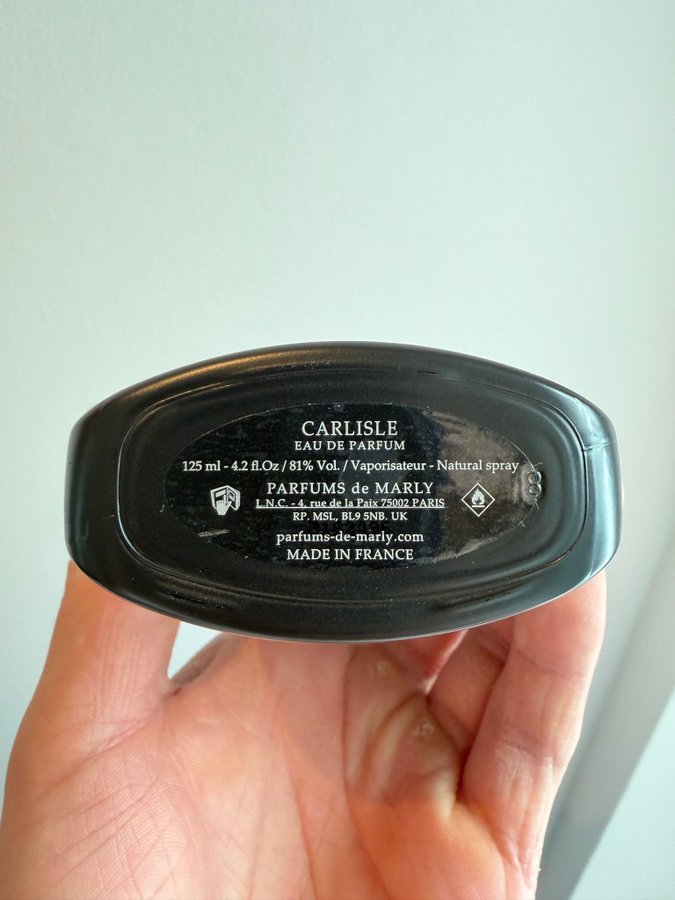 CARLISLE
EAU DE PARFUM
125 ml - 4.2 fl.Oz / 81% Vol. / Vaporisateur - Natural spray
PARFUMS de MARLY
L.N.C. - 4, rue de la Paix 75002 PARIS
RP. MSL, BL9 5NB. UK
parfums-de-marly.com
MADE IN FRANCE
8